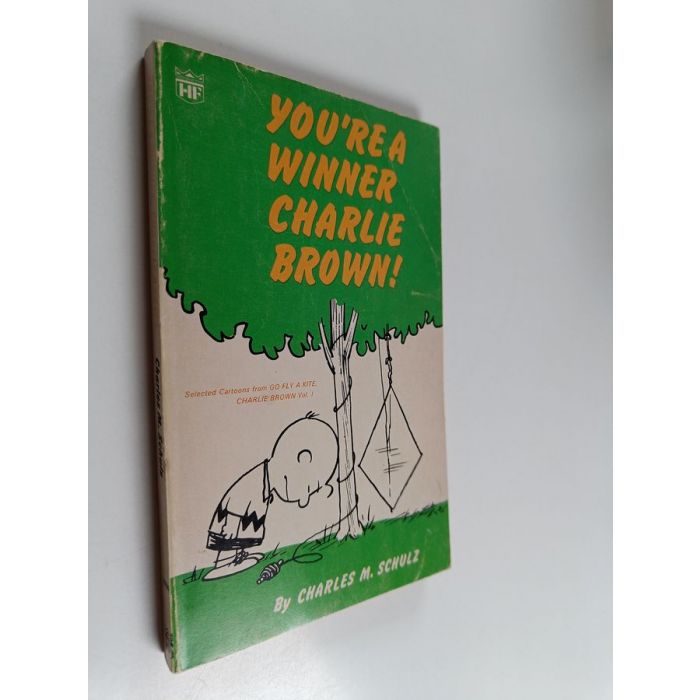 HF
YOU'RE A
WINNER
CHARLIE
BROWN!
Selected Cartoons from GO FLY A KITE,
CHARLIE BROWN Vol. I
By CHARLES M. SCHULZ
Charles M. Schulz